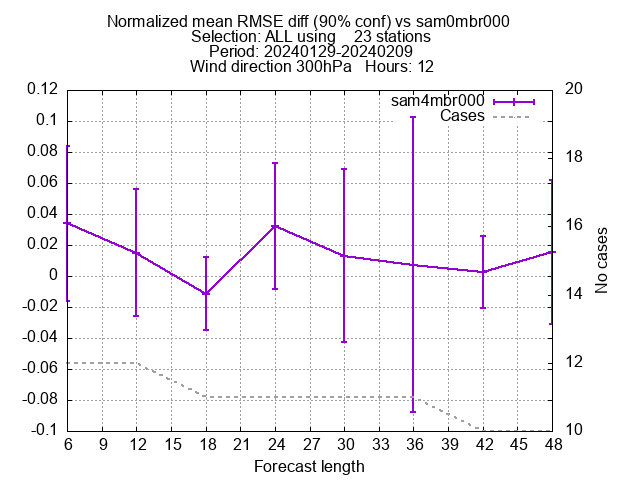 Normalized mean RMSE diff (90% conf) vs sam0mbr000
Selection: ALL using    23 stations
Period: 20240129-20240209
Wind direction 300hPa   Hours: 12
sam4mbr000
Cases
0.12
0.1
0.08
0.06
0.04
0.02
0
-0.02
-0.04
-0.06
-0.08
-0.1
20
18
16
14
12
10
No cases
6 9 12 15 18 21 24 27 30 33 36 39 42 45 48
Forecast length